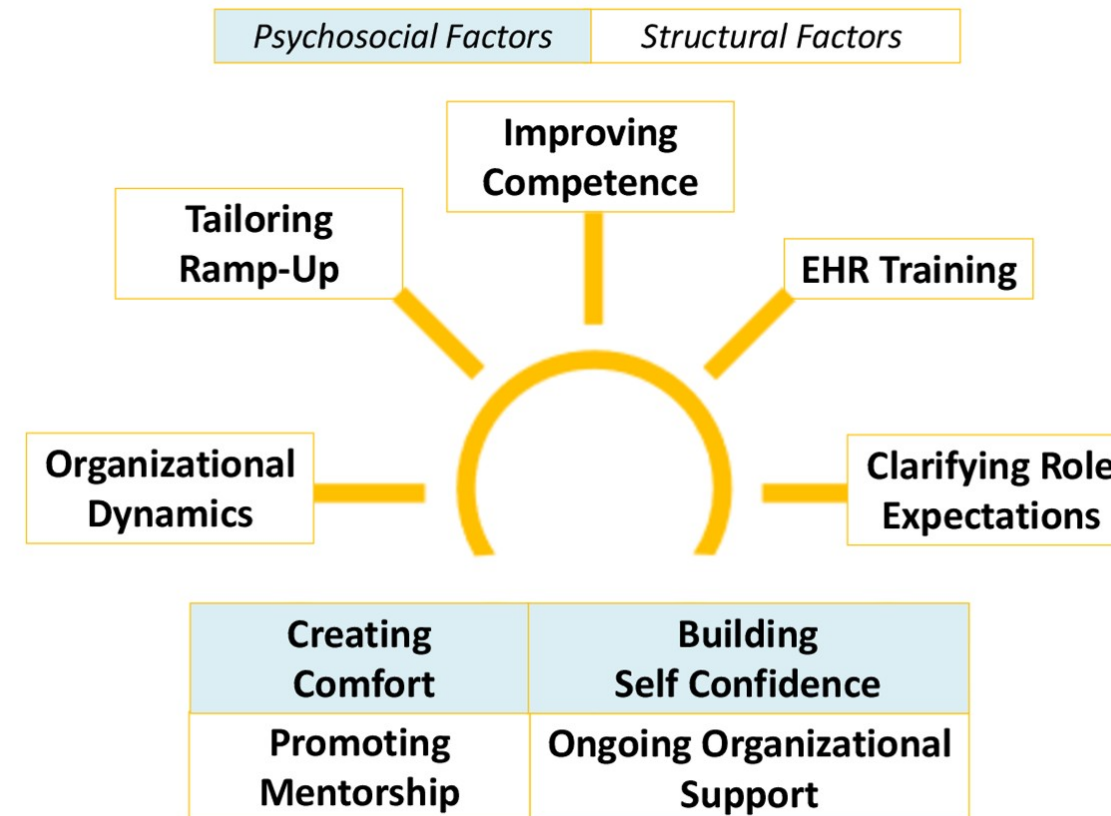 Psychosocial Factors
Structural Factors
Improving
Competence
Tailoring
Ramp-Up
EHR Training
Organizational
Dynamics
Clarifying Role
Expectations
Creating
Comfort
Building
Self Confidence
Promoting
Mentorship
Ongoing Organizational
Support